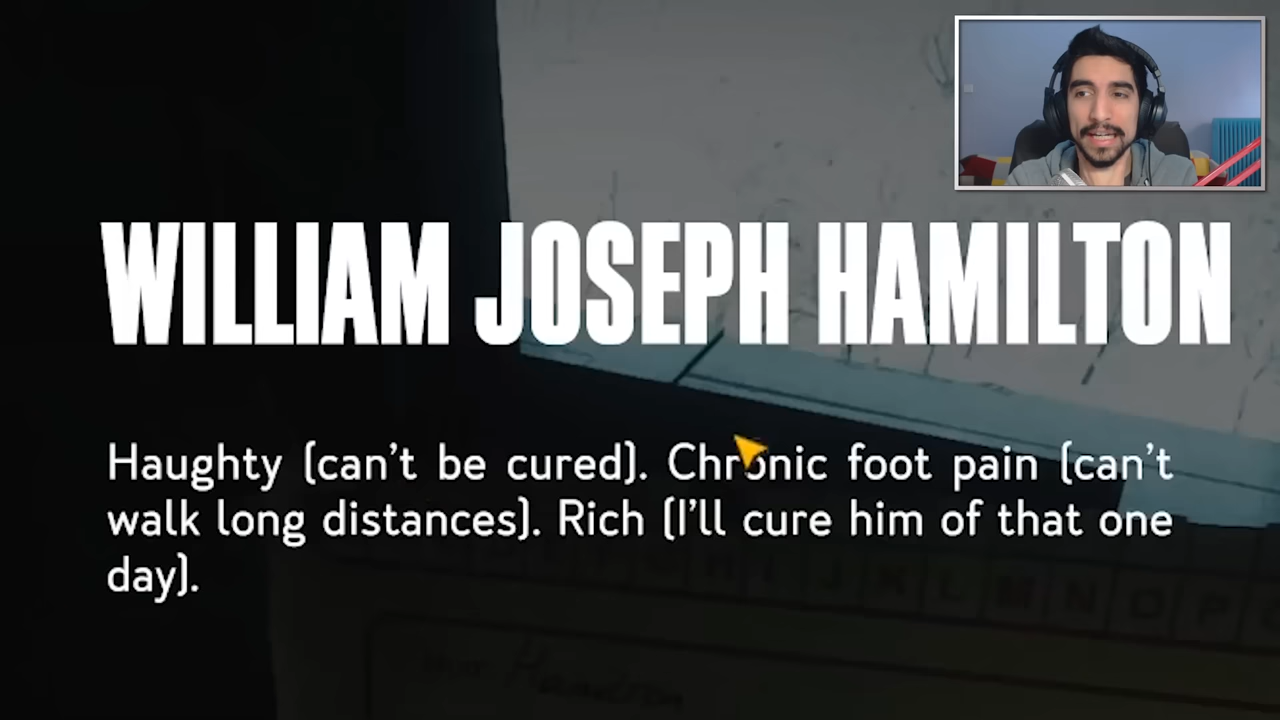 WILLIAM JOSEPH HAMILTON
Haughty (can't be cured). Chronic foot pain (can't
walk long distances). Rich (I'll cure him of that one
day).
J K L M N O P